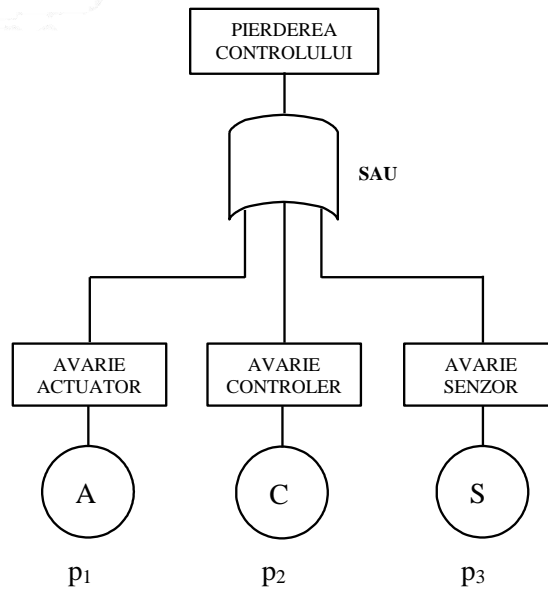 PIERDEREA
CONTROLULUI
SAU
AVARIE
ACTUATOR
AVARIE
CONTROLER
AVARIE
SENZOR
A
C
S
p1
p2
p3